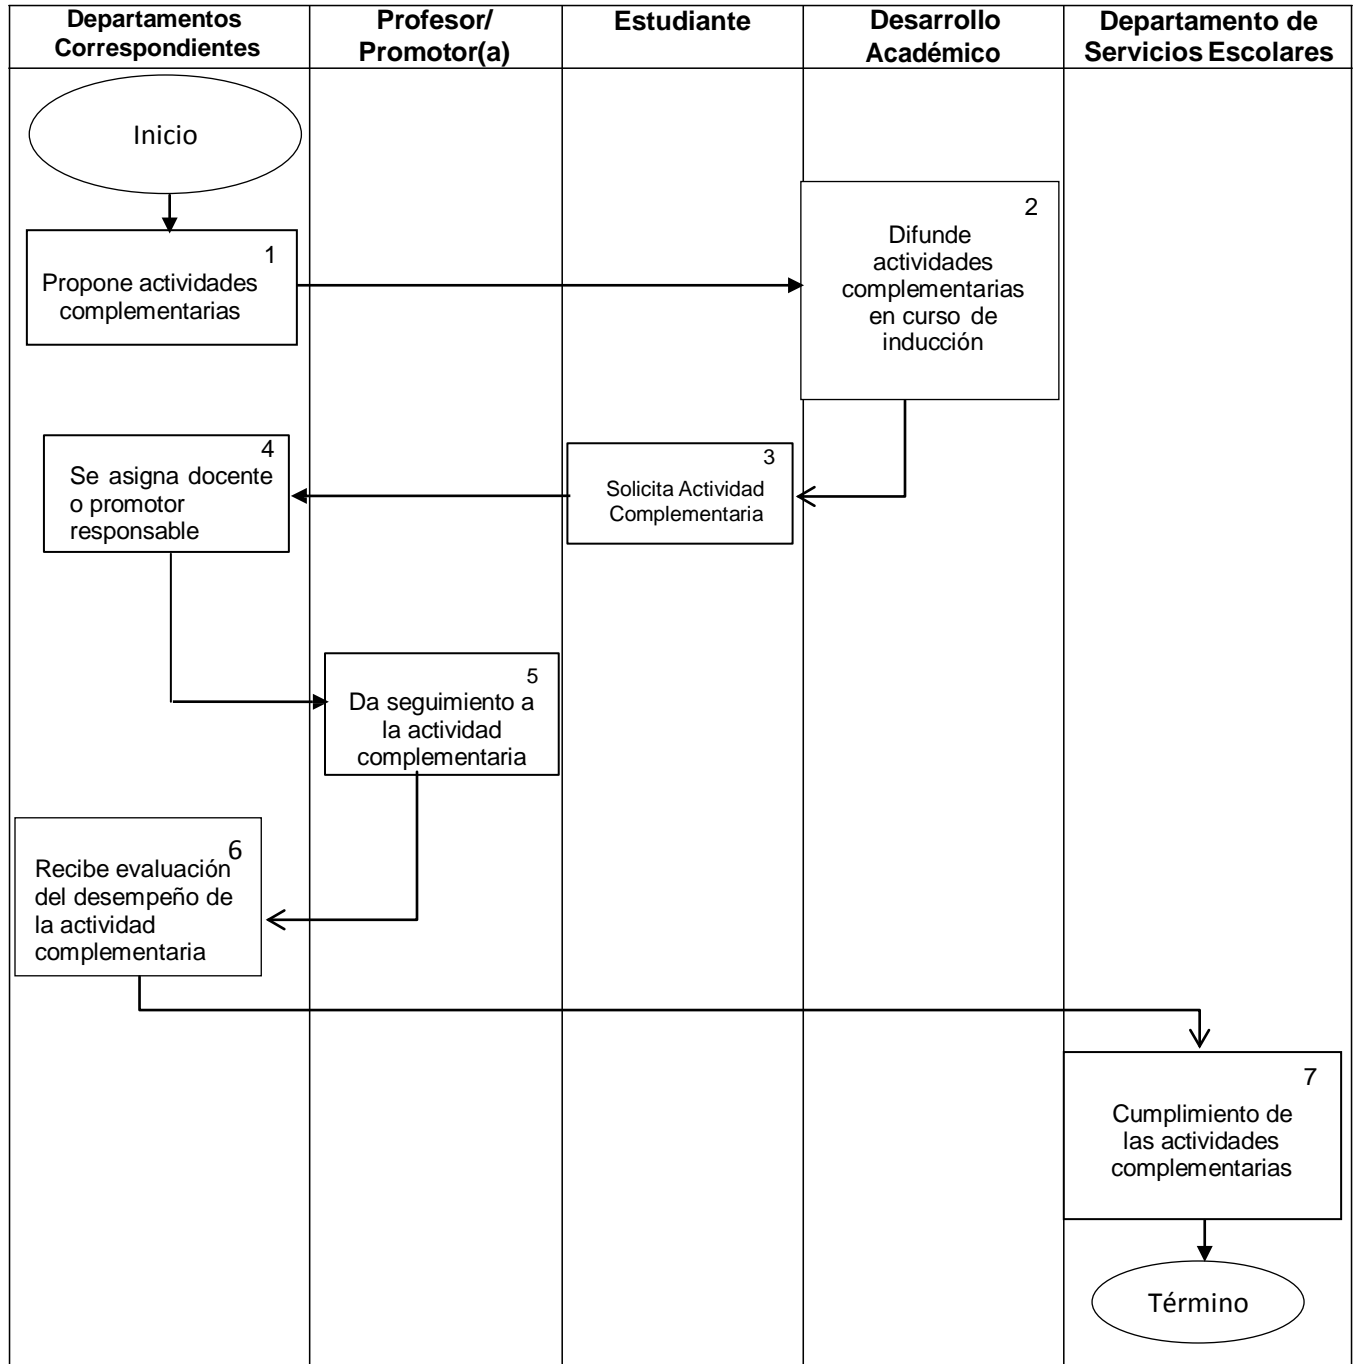 Departamentos
Correspondientes
Profesor/
Promotor(a)
Estudiante
Desarrollo
Académico
Departamento de
Servicios Escolares
Inicio
1
Propone actividades
complementarias
2
Difunde
actividades
complementarias
en curso de
inducción
3
Solicita Actividad
Complementaria
4
Se asigna docente
o promotor
responsable
5
Da seguimiento a
la actividad
complementaria
6
Recibe evaluación
del desempeño de
la actividad
complementaria
7
Cumplimiento de
las actividades
complementarias
Término